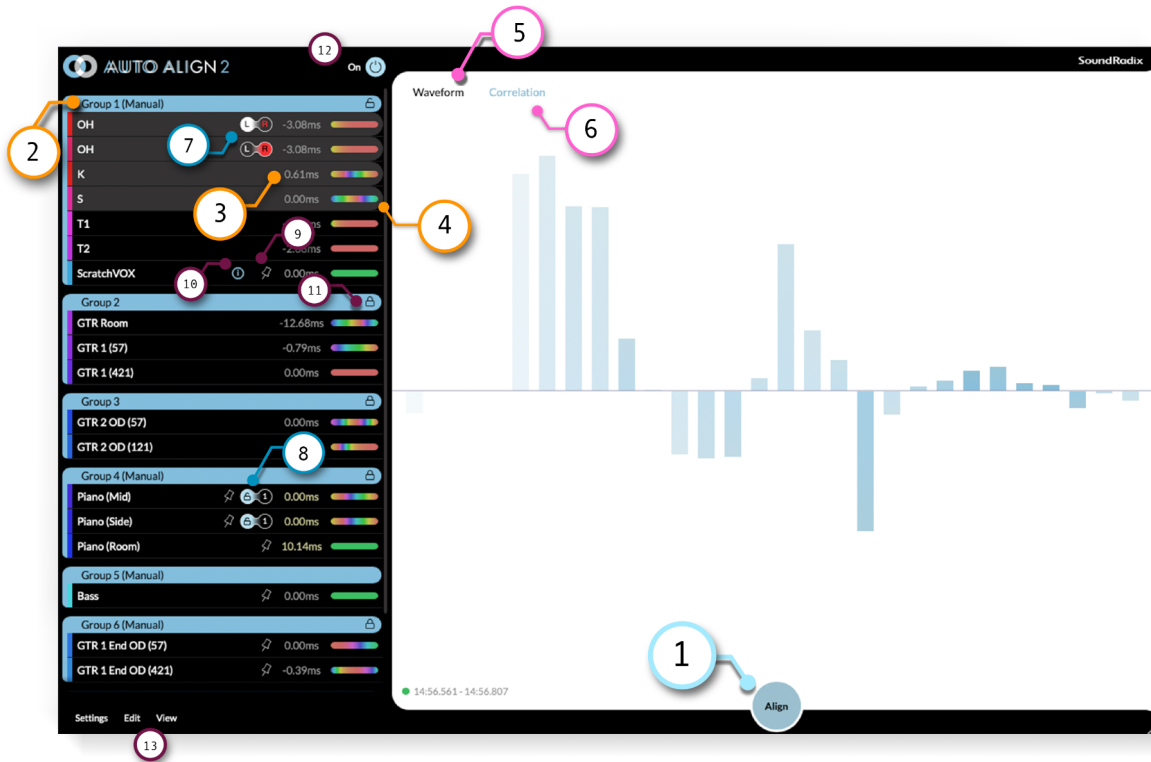 5
12
AUTO ALIGN 2
On
SoundRadix
Waveform
Correlation
Group 1 (Manual)
6
OH
L R
-3.08ms
2
7
OH
L R
-3.08ms
K
0.61ms
3
S
0.00ms
4
T1
9
T2
-2.08ms
10
ScratchVOX
0.00ms
11
Group 2
GTR Room
-12.68ms
GTR 1 (57)
-0.79ms
GTR 1 (421)
0.00ms
Group 3
GTR 2 OD (57)
0.00ms
GTR 2 OD (121)
8
Group 4 (Manual)
Piano (Mid)
1
0.00ms
Piano (Side)
1
0.00ms
Piano (Room)
10.14ms
Group 5 (Manual)
Bass
0.00ms
Group 6 (Manual)
GTR 1 End OD (57)
0.00ms
GTR 1 End OD (421)
-0.39ms
1
14:56.561 - 14:56.807
Align
Settings
Edit
View
13